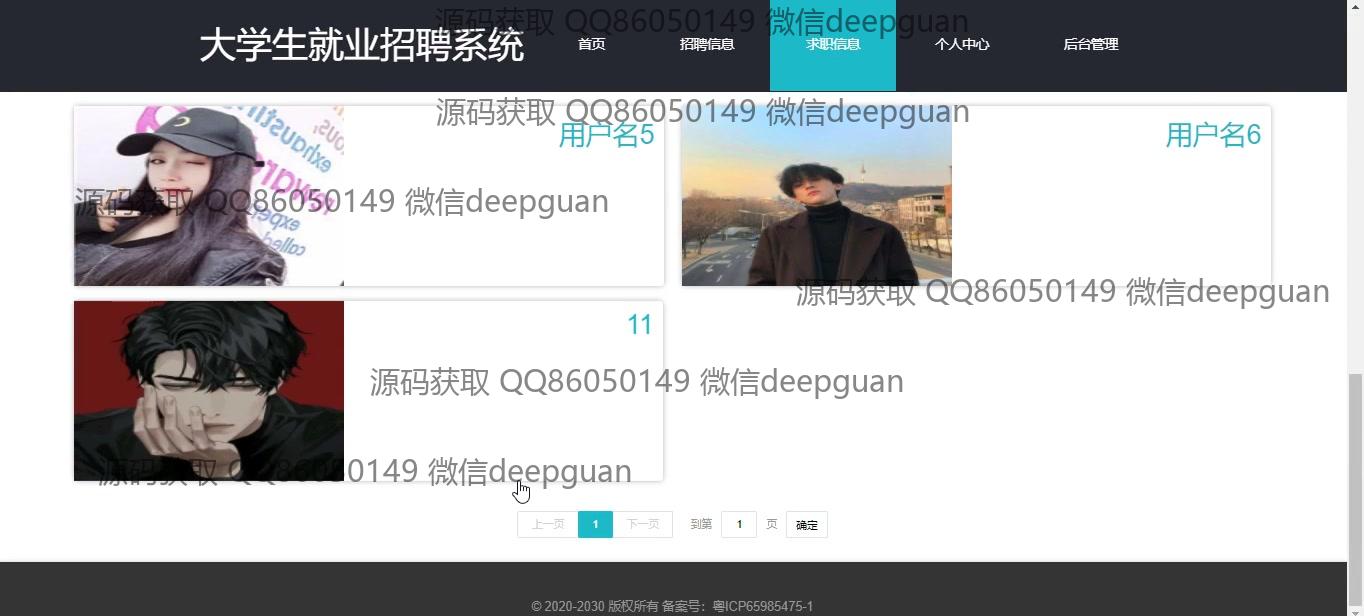 大学生就业招聘系统
首页
招聘信息
求职信息
个人中心
后台管理
源码获取 QQ86050149 微信deepguan
源码获取 QQ86050149 微信deepguan
用户名5
用户名6
源码获取 QQ86050149 微信deepguan
源码获取 QQ86050149 微信deepguan
11
源码获取 QQ86050149 微信deepguan
源码获取 QQ86050149 微信deepguan
上一页 1 下一页 到第 1 页 确定
© 2020-2030 版权所有 备案号：粤ICP65985475-1